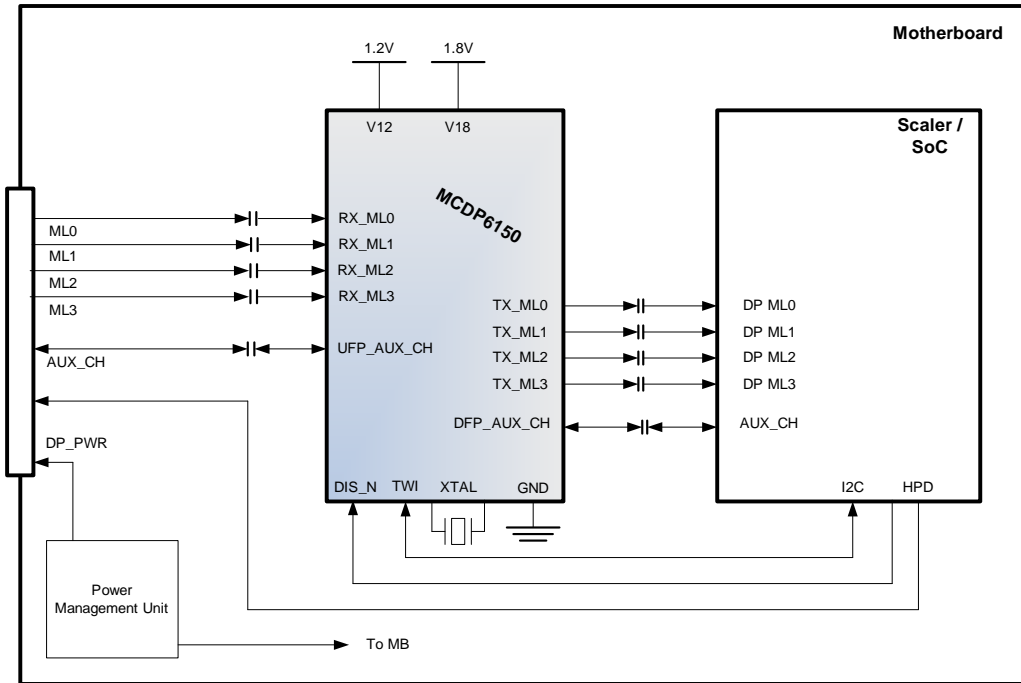 Motherboard
1.2V
1.8V
V12
V18
Scaler /
SoC
MCDP6150
ML0
ML1
ML2
ML3
AUX_CH
DP_PWR
RX_ML0
RX_ML1
RX_ML2
RX_ML3
UFP_AUX_CH
TX_ML0
TX_ML1
TX_ML2
TX_ML3
DFP_AUX_CH
DP ML0
DP ML1
DP ML2
DP ML3
AUX_CH
DIS_N
TWI
XTAL
GND
I2C
HPD
Power
Management Unit
To MB